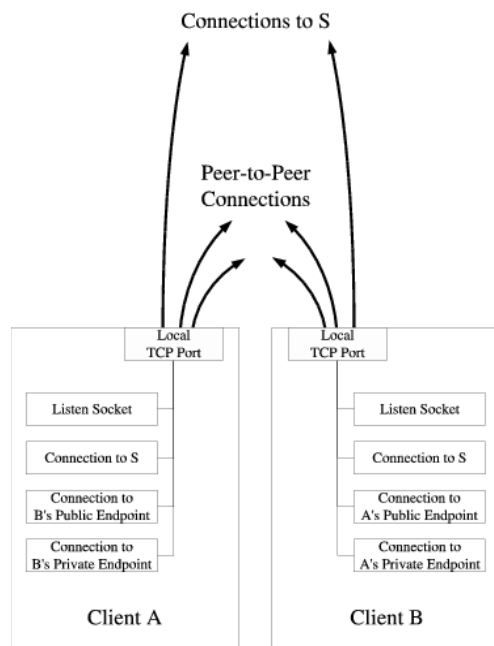 Connections to S
Peer-to-Peer
Connections
Local
TCP Port
Listen Socket
Connection to S
Connection to
B's Public Endpoint
Connection to
B's Private Endpoint
Client A
Local
TCP Port
Listen Socket
Connection to S
Connection to
A's Public Endpoint
Connection to
A's Private Endpoint
Client B